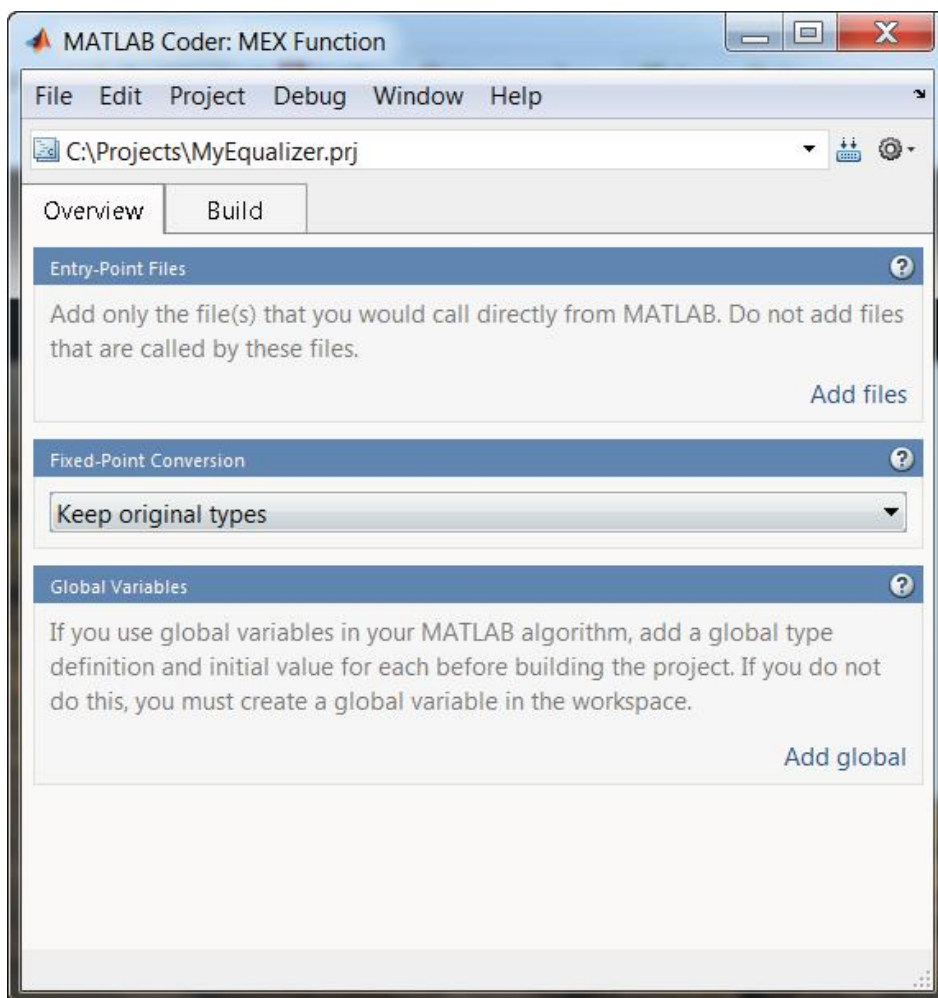 MATLAB Coder: MEX Function
File Edit Project Debug Window Help
C:\Projects\MyEqualizer.prj
Overview Build
Entry-Point Files
Add only the file(s) that you would call directly from MATLAB. Do not add files
that are called by these files.
Add files
Fixed-Point Conversion
Keep original types
Global Variables
If you use global variables in your MATLAB algorithm, add a global type
definition and initial value for each before building the project. If you do not
do this, you must create a global variable in the workspace.
Add global